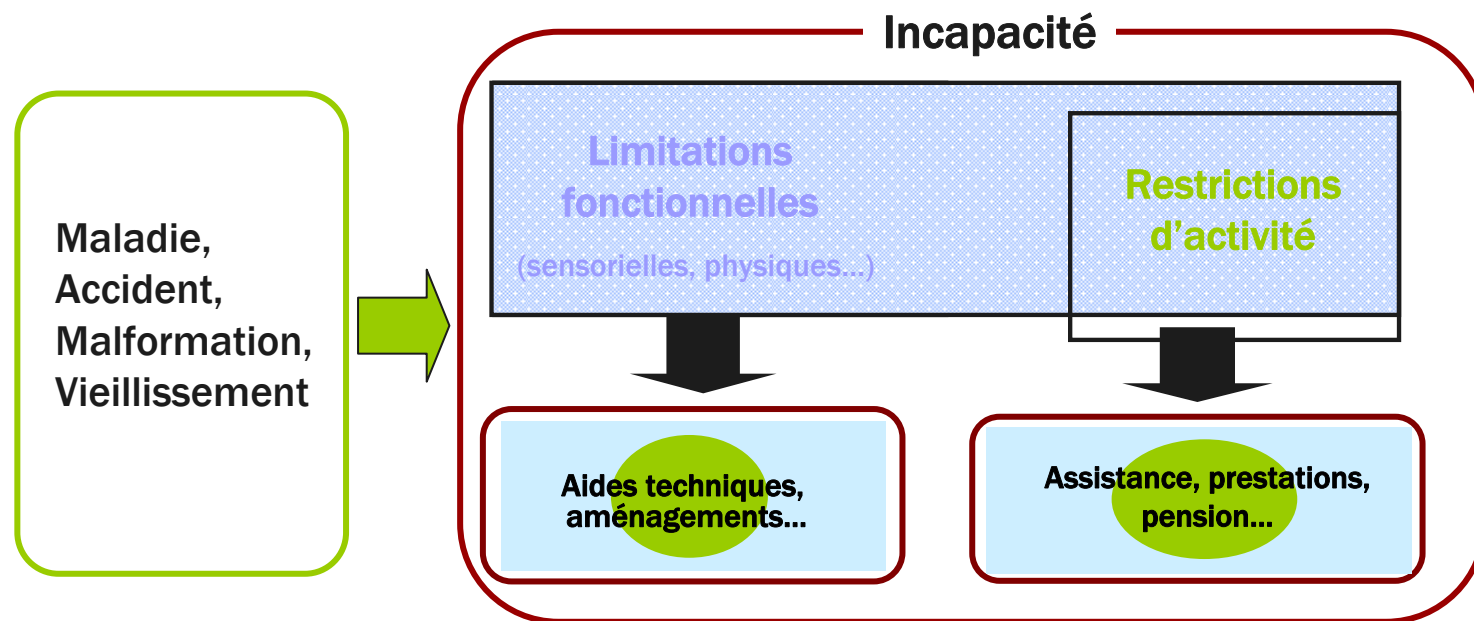 Incapacité
Maladie,
Accident,
Malformation,
Vieillissement
Limitations
fonctionnelles
(sensorielles, physiques...)
Restrictions
d'activité
Aides techniques,
aménagements...
Assistance, prestations,
pension...